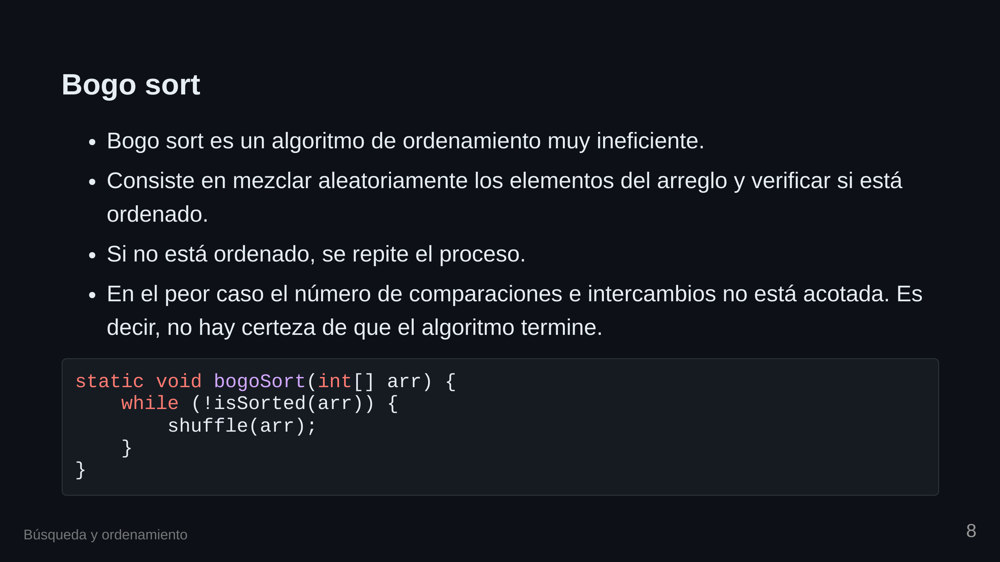 Bogo sort
• Bogo sort es un algoritmo de ordenamiento muy ineficiente.
• Consiste en mezclar aleatoriamente los elementos del arreglo y verificar si está
ordenado.
• Si no está ordenado, se repite el proceso.
• En el peor caso el número de comparaciones e intercambios no está acotada. Es
decir, no hay certeza de que el algoritmo termine.
static void bogoSort(int[] arr) {
    while (!isSorted(arr)) {
        shuffle(arr);
    }
}
Búsqueda y ordenamiento
8